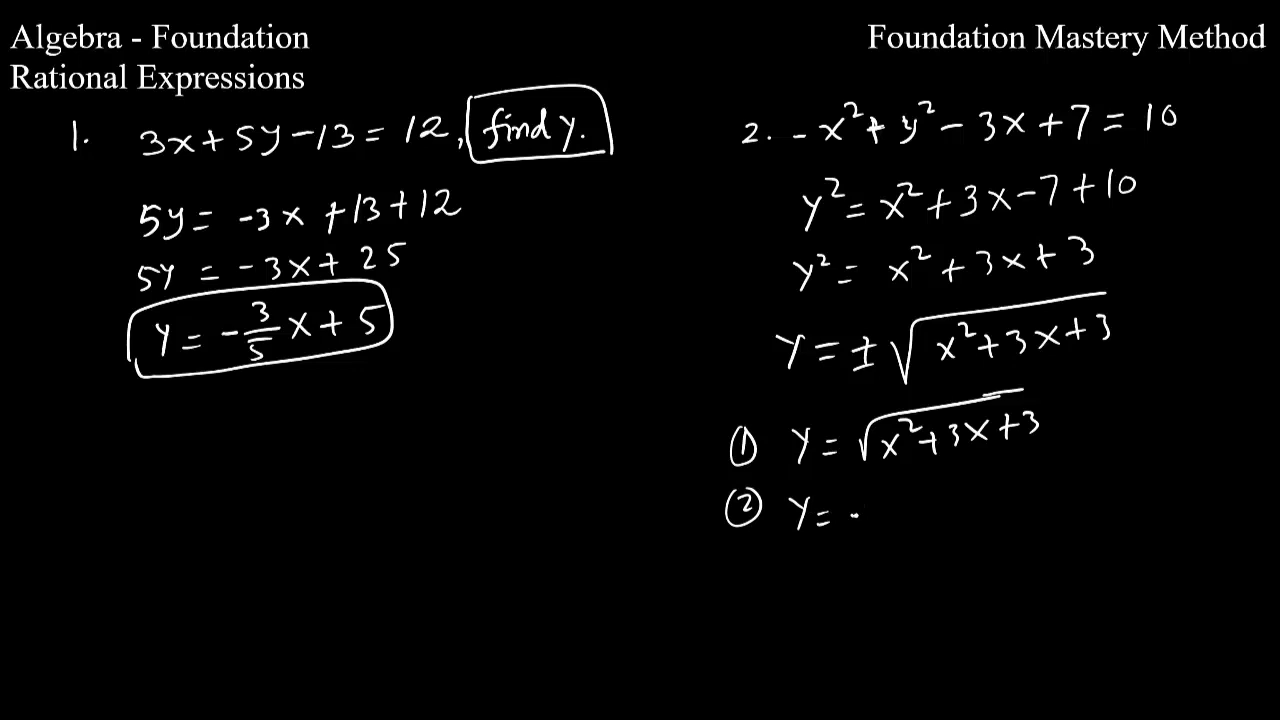 Algebra - Foundation
Rational Expressions
Foundation Mastery Method
1. 3x + 5y - 13 = 12, find y.
5y = -3x + 13 + 12
5y = -3x + 25
y = -3/5 x + 5
2. -x² + y² - 3x + 7 = 10
y² = x² + 3x - 7 + 10
y² = x² + 3x + 3
y = ± √(x² + 3x + 3)
① y = √(x² + 3x + 3)
② y = -